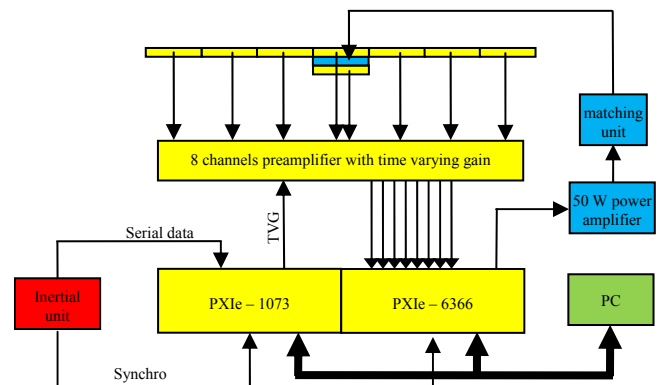 matching
unit
8 channels preamplifier with time varying gain
50 W power
amplifier
TVG
Serial data
Inertial
unit
PXIe – 1073
PXIe – 6366
PC
Synchro